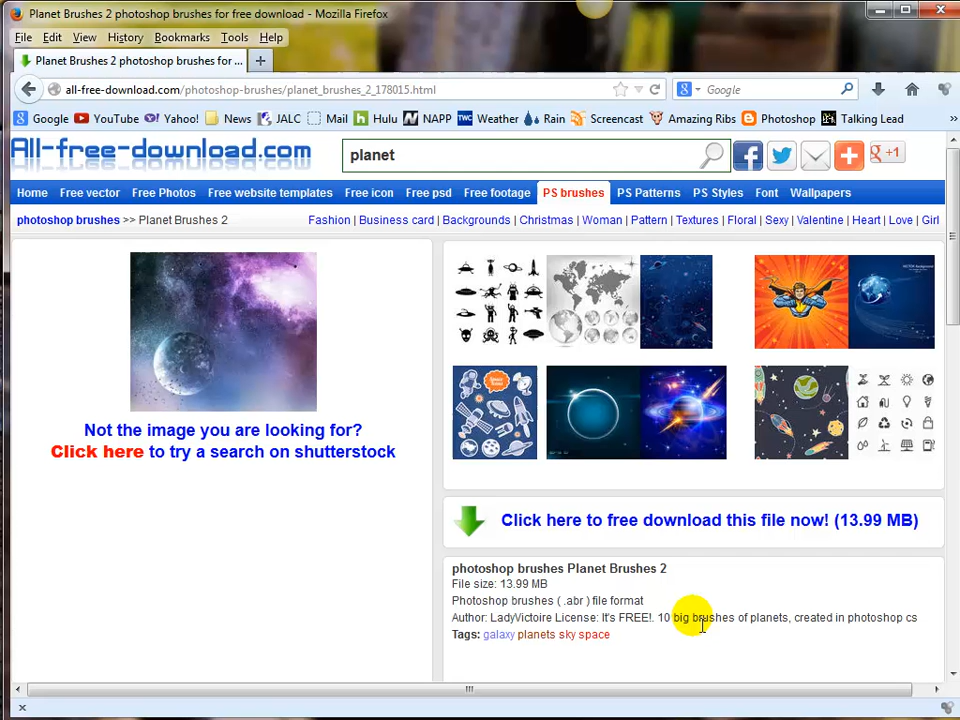 Planet Brushes 2 photoshop brushes for free download - Mozilla Firefox
File Edit View History Bookmarks Tools Help
Planet Brushes 2 photoshop brushes for ...
all-free-download.com/photoshop-brushes/planet_brushes_2_178015.html
Google
Google YouTube Yahoo! News JALC Mail Hulu NAPP Weather Rain Screencast Amazing Ribs Photoshop Talking Lead
All-free-download.com
planet
+1
Home Free vector Free Photos Free website templates Free icon Free psd Free footage PS brushes PS Patterns PS Styles Font Wallpapers
photoshop brushes >> Planet Brushes 2
Fashion | Business card | Backgrounds | Christmas | Woman | Pattern | Textures | Floral | Sexy | Valentine | Heart | Love | Girl
Not the image you are looking for?
Click here to try a search on shutterstock
Click here to free download this file now! (13.99 MB)
photoshop brushes Planet Brushes 2
File size: 13.99 MB
Photoshop brushes ( .abr ) file format
Author: LadyVictoire License: It's FREE!. 10 big brushes of planets, created in photoshop cs
Tags: galaxy planets sky space